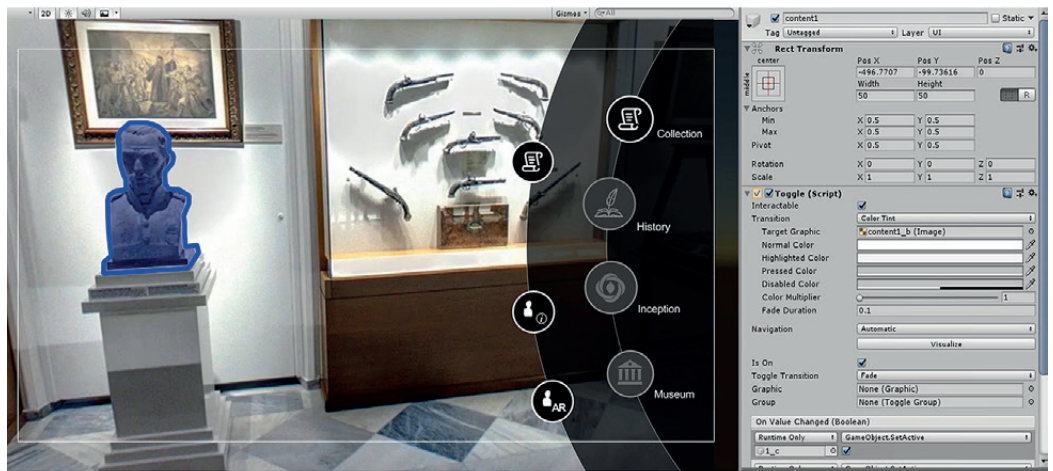 2D
Gizmos
All
Collection
History
Inception
i
AR
Museum
content1
Static
Tag Untagged Layer UI
Rect Transform
center
middle
Pos X Pos Y Pos Z
-496.7707 -99.73616 0
Width Height
50 50
R
Anchors
Min X 0.5 Y 0.5
Max X 0.5 Y 0.5
Pivot X 0.5 Y 0.5
Rotation X 0 Y 0 Z 0
Scale X 1 Y 1 Z 1
Toggle (Script)
Interactable
Transition Color Tint
Target Graphic content1_b (Image)
Normal Color
Highlighted Color
Pressed Color
Disabled Color
Color Multiplier 1
Fade Duration 0.1
Navigation Automatic
Visualize
Is On
Toggle Transition Fade
Graphic None (Graphic)
Group None (Toggle Group)
On Value Changed (Boolean)
Runtime Only GameObject.SetActive
1_c